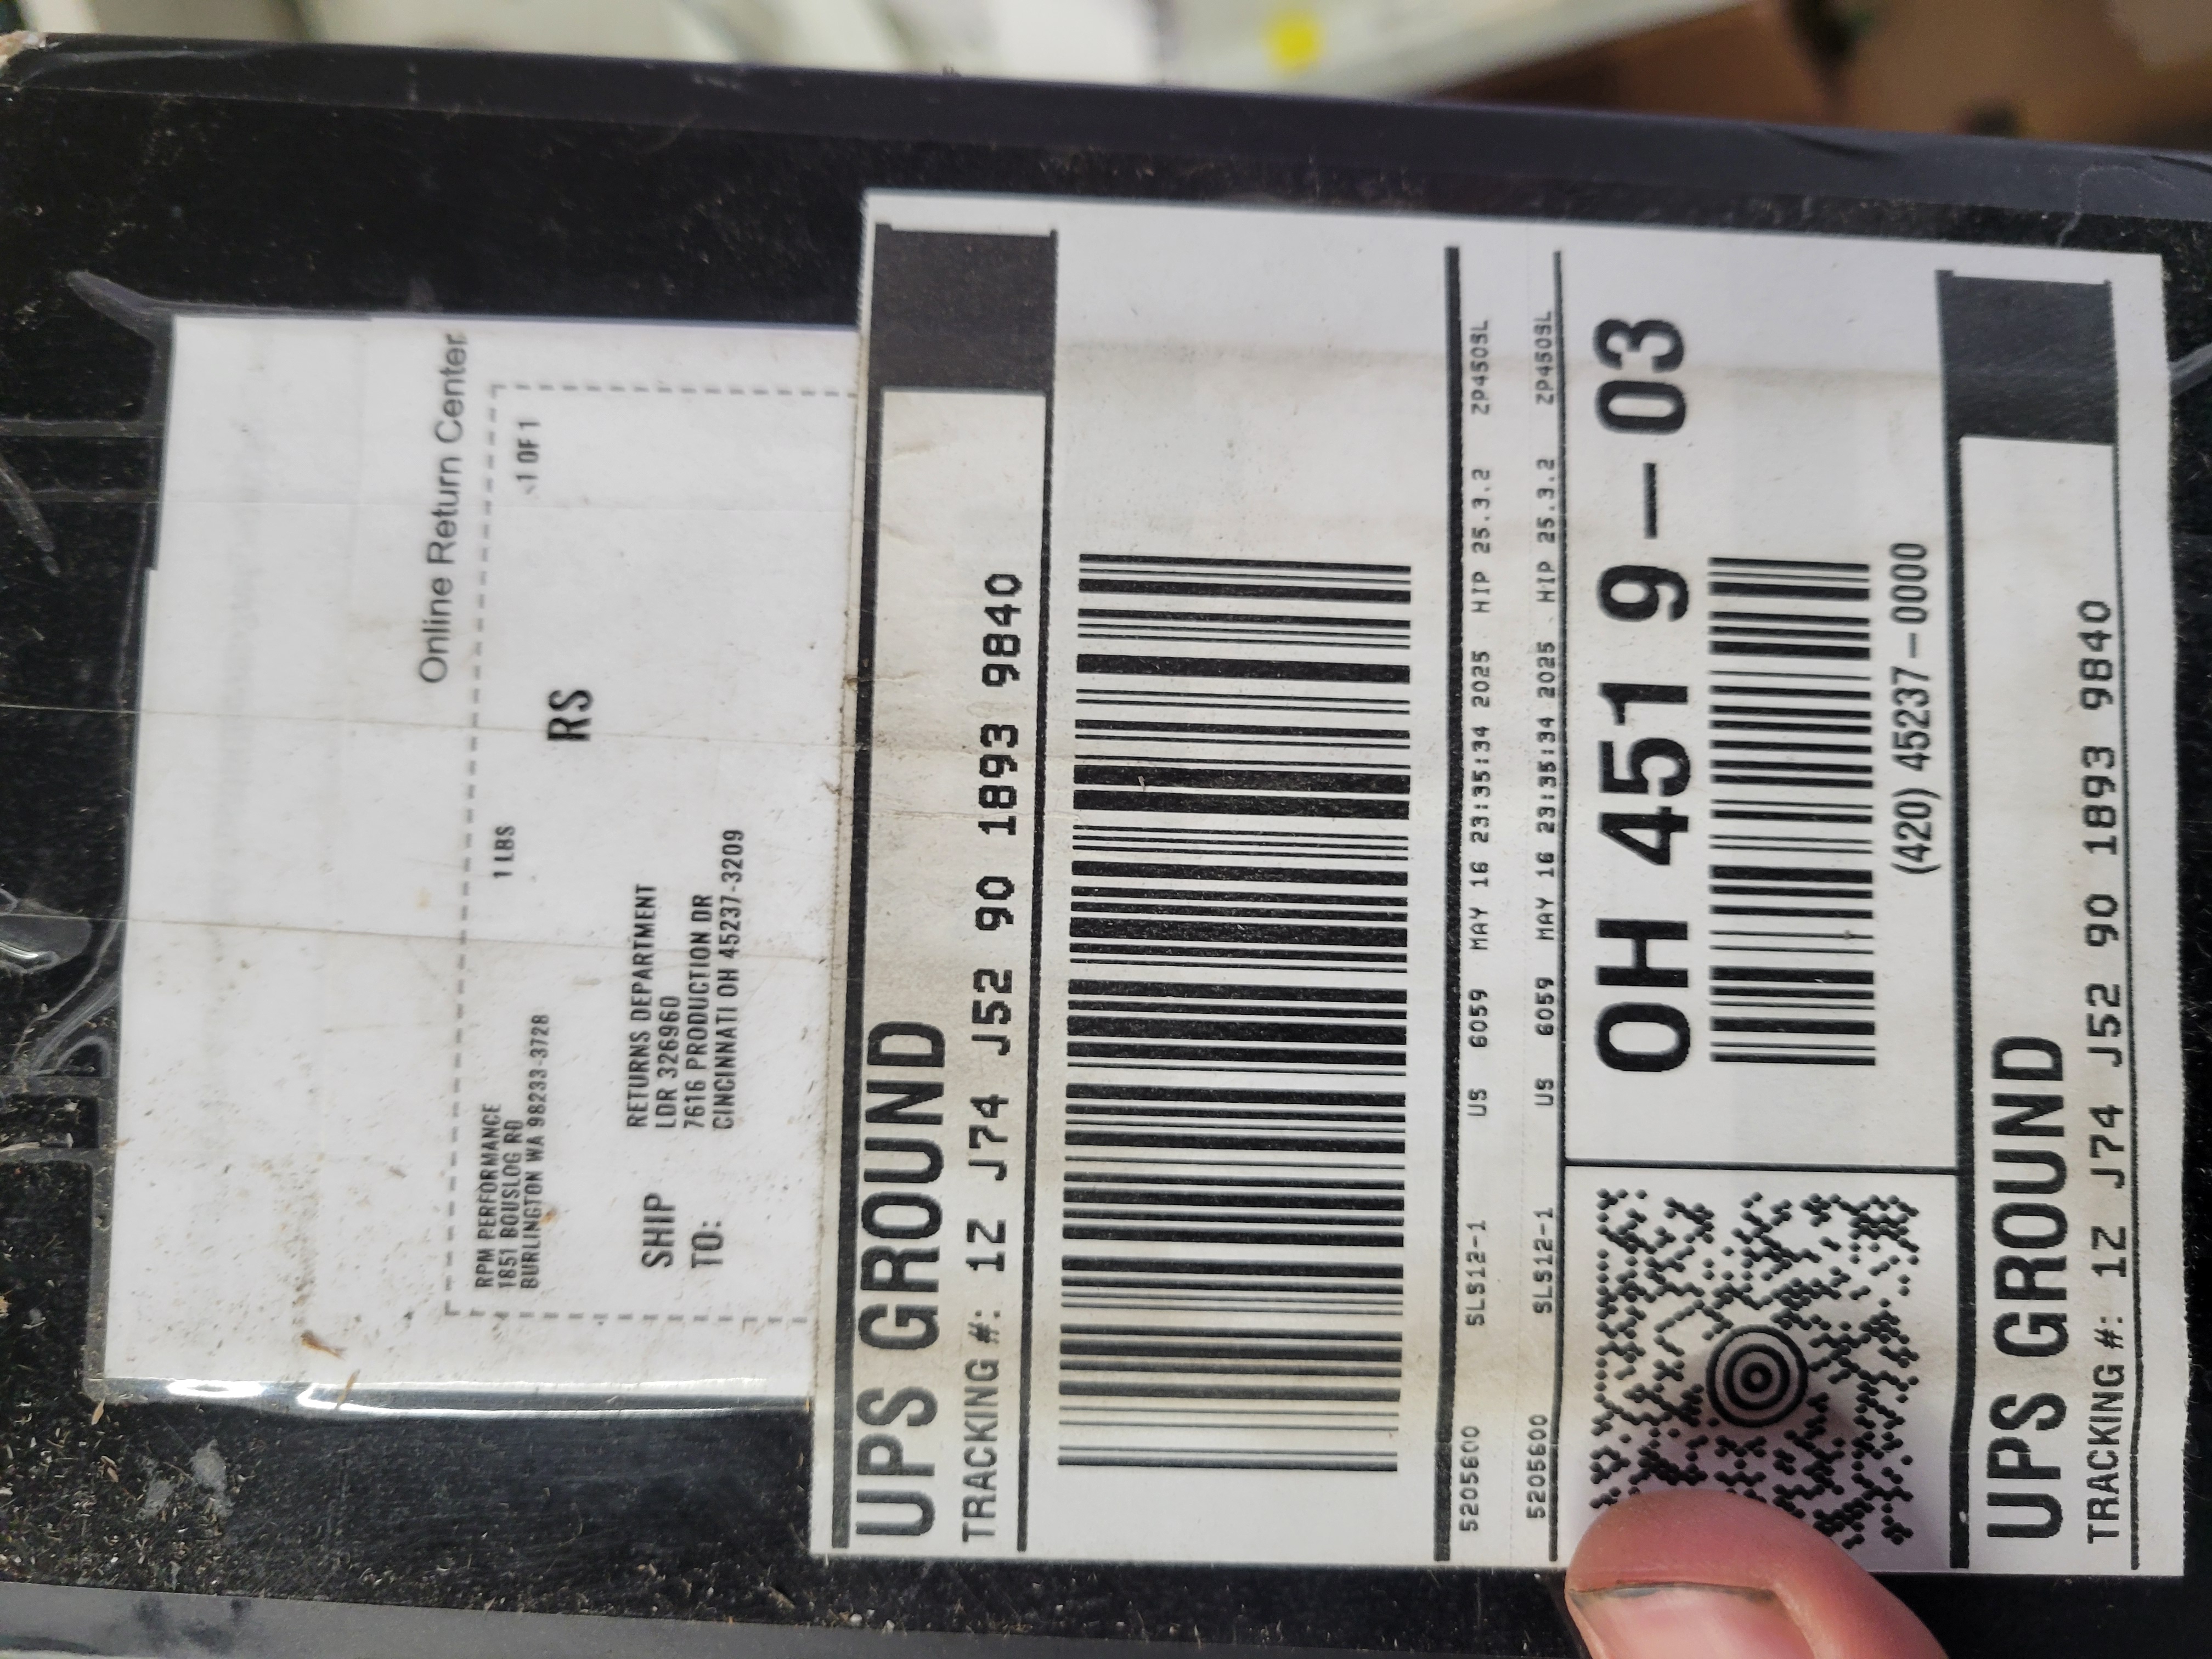 Online Return Center
RPM PERFORMANCE
1851 BOUSLOG RD
BURLINGTON WA 98233-3728
1 LBS
1 OF 1
RS
SHIP
TO:
RETURNS DEPARTMENT
LDR 326960
7616 PRODUCTION DR
CINCINNATI OH 45237-3209
UPS GROUND
TRACKING #: 1Z J74 J52 90 1893 9840
5205600 SLS12-1 US 6059 MAY 16 23:35:34 2025 HIP 25.3.2 ZP450SL
5205600 SLS12-1 US 6059 MAY 16 23:35:34 2025 HIP 25.3.2 ZP450SL
OH 451 9-03
(420) 45237-0000
UPS GROUND
TRACKING #: 1Z J74 J52 90 1893 9840